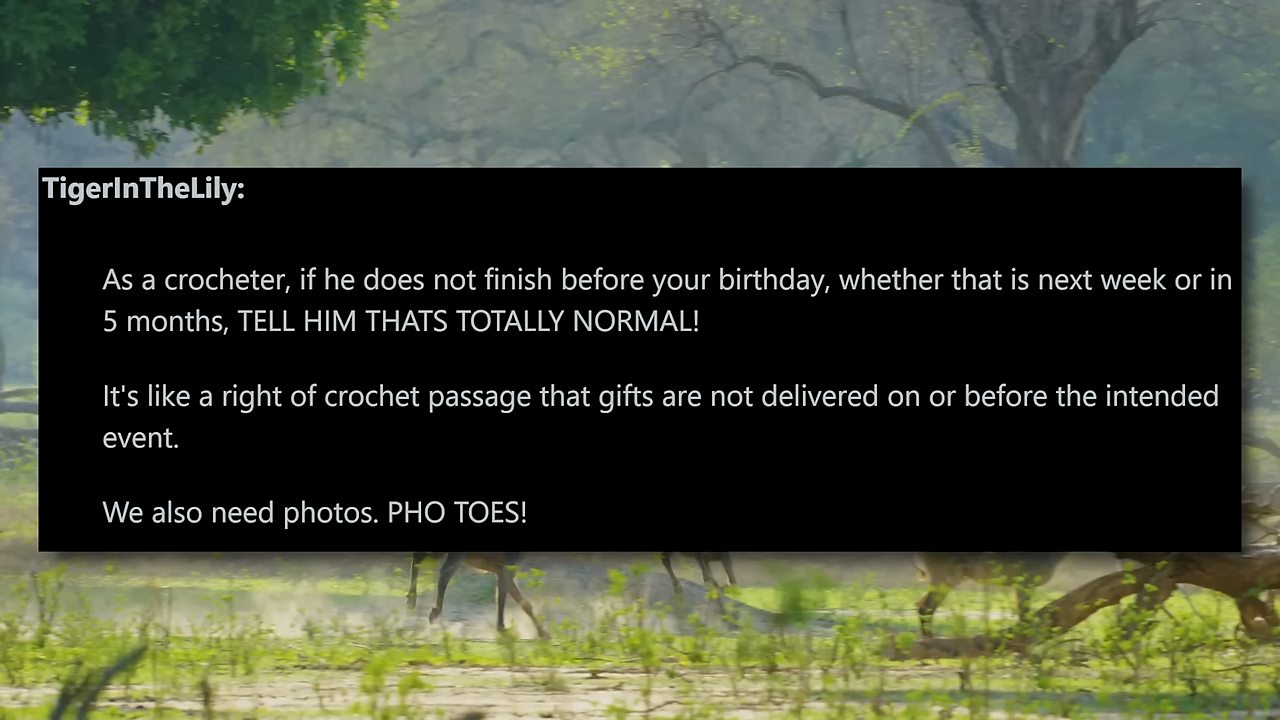 TigerInTheLily:
As a crocheter, if he does not finish before your birthday, whether that is next week or in
5 months, TELL HIM THATS TOTALLY NORMAL!
It's like a right of crochet passage that gifts are not delivered on or before the intended
event.
We also need photos. PHO TOES!